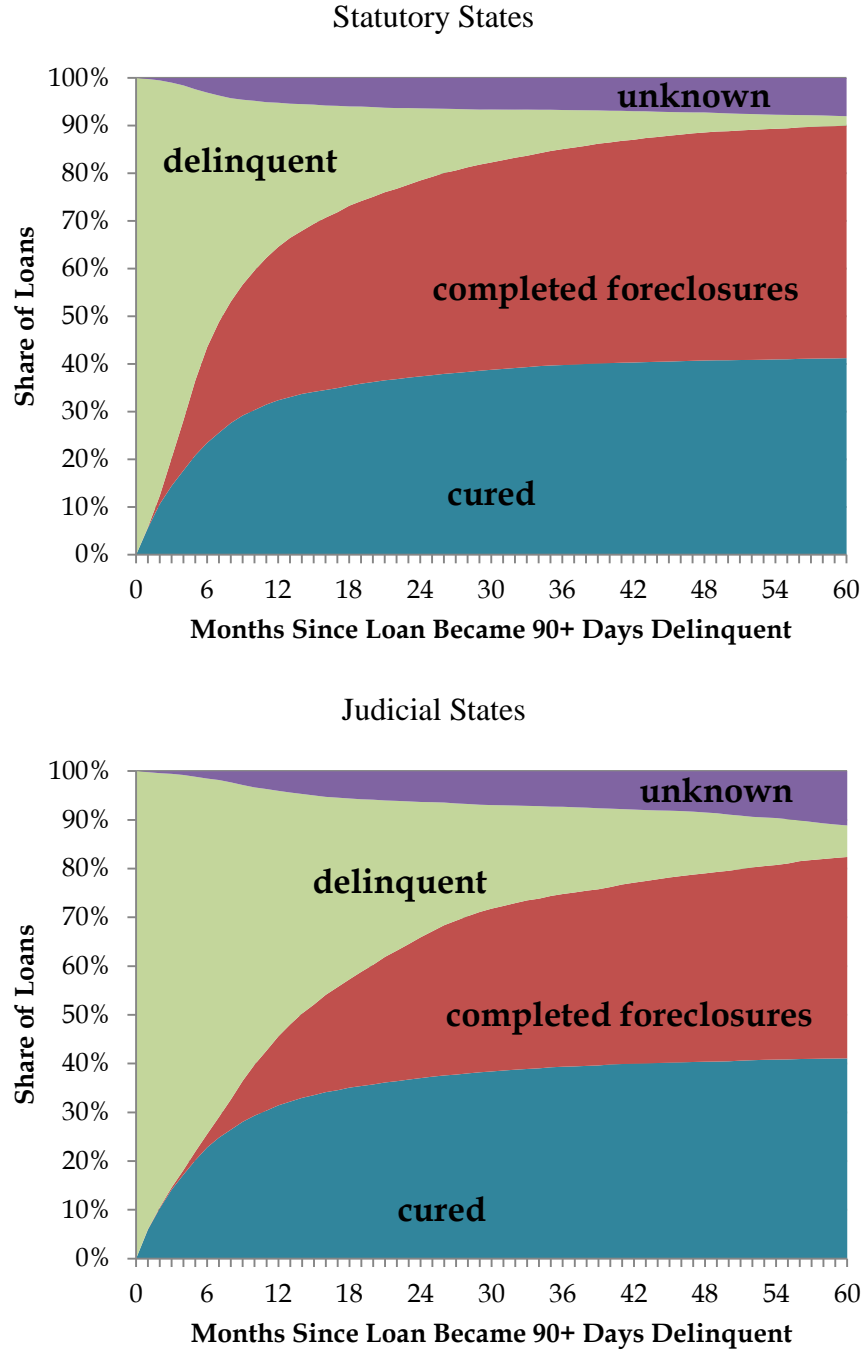 Statutory States
100%
90%
80%
70%
60%
50%
40%
30%
20%
10%
0%
Share of Loans
unknown
delinquent
completed foreclosures
cured
0 6 12 18 24 30 36 42 48 54 60
Months Since Loan Became 90+ Days Delinquent
Judicial States
100%
90%
80%
70%
60%
50%
40%
30%
20%
10%
0%
Share of Loans
unknown
delinquent
completed foreclosures
cured
0 6 12 18 24 30 36 42 48 54 60
Months Since Loan Became 90+ Days Delinquent